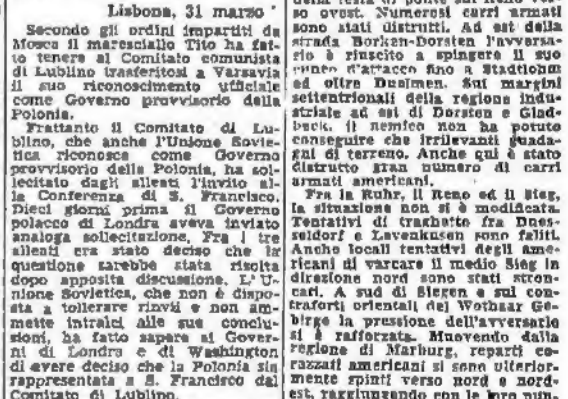 Lisbona, 31 marzo
Secondo gli ordini impartiti da
Mosca il maresciallo Tito ha fat-
to tenere al Comitato comunista
di Lublino trasferitosi a Varsavia
il suo riconoscimento ufficiale
come Governo provvisorio della
Polonia.
Frattanto il Comitato di Lu-
blino, che anche l'Unione Sovie-
tica riconosce come Governo
provvisorio della Polonia, ha sol-
lecitato dagli alleati l'invito al-
la Conferenza di S. Francisco.
Dieci giorni prima il Governo
polacco di Londra aveva inviato
analoga sollecitazione. Fra i tre
alleati era stato deciso che la
questione sarebbe stata risolta
dopo apposita discussione. L'U-
nione Sovietica, che non è dispo-
sta a tollerare rinvii e non am-
mette intralci alle sue conclu-
sioni, ha fatto sapere ai Gover-
ni di Londra e di Washington
di avere deciso che la Polonia sia
rappresentata a S. Francisco dal
Comitato di Lublino.
so ovest. Numerosi carri armati
sono stati distrutti. Ad est della
strada Borken-Dorsten l'avversa-
rio è riuscito a spingere il suo
punto d'attacco fino a Stadtlohn
ed oltre Duelmen. Sui margini
settentrionali della regione indu-
striale ad est di Dorsten e Glad-
beck, il nemico non ha potuto
conseguire che irrilevanti guada-
gni di terreno. Anche qui è stato
distrutto gran numero di carri
armati americani.
Fra la Ruhr, il Reno ed il Sieg,
la situazione non si è modificata.
Tentativi di traghetto fra Dues-
seldorf e Leverkusen sono falliti.
Anche locali tentativi degli ame-
ricani di varcare il medio Sieg in
direzione nord sono stati stron-
cati. A sud di Siegen e sui con-
traforti orientali del Wothaar Ge-
birge la pressione dell'avversario
si è rafforzata. Muovendo dalla
regione di Marburg, reparti co-
razzati americani si sono ulterior-
mente spinti verso nord e nord-
est, raggiungendo con le loro pun-